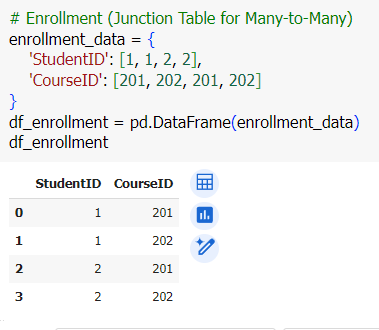 # Enrollment (Junction Table for Many-to-Many)
enrollment_data = {
    'StudentID': [1, 1, 2, 2],
    'CourseID': [201, 202, 201, 202]
}
df_enrollment = pd.DataFrame(enrollment_data)
df_enrollment
StudentID CourseID
0 1 201
1 1 202
2 2 201
3 2 202